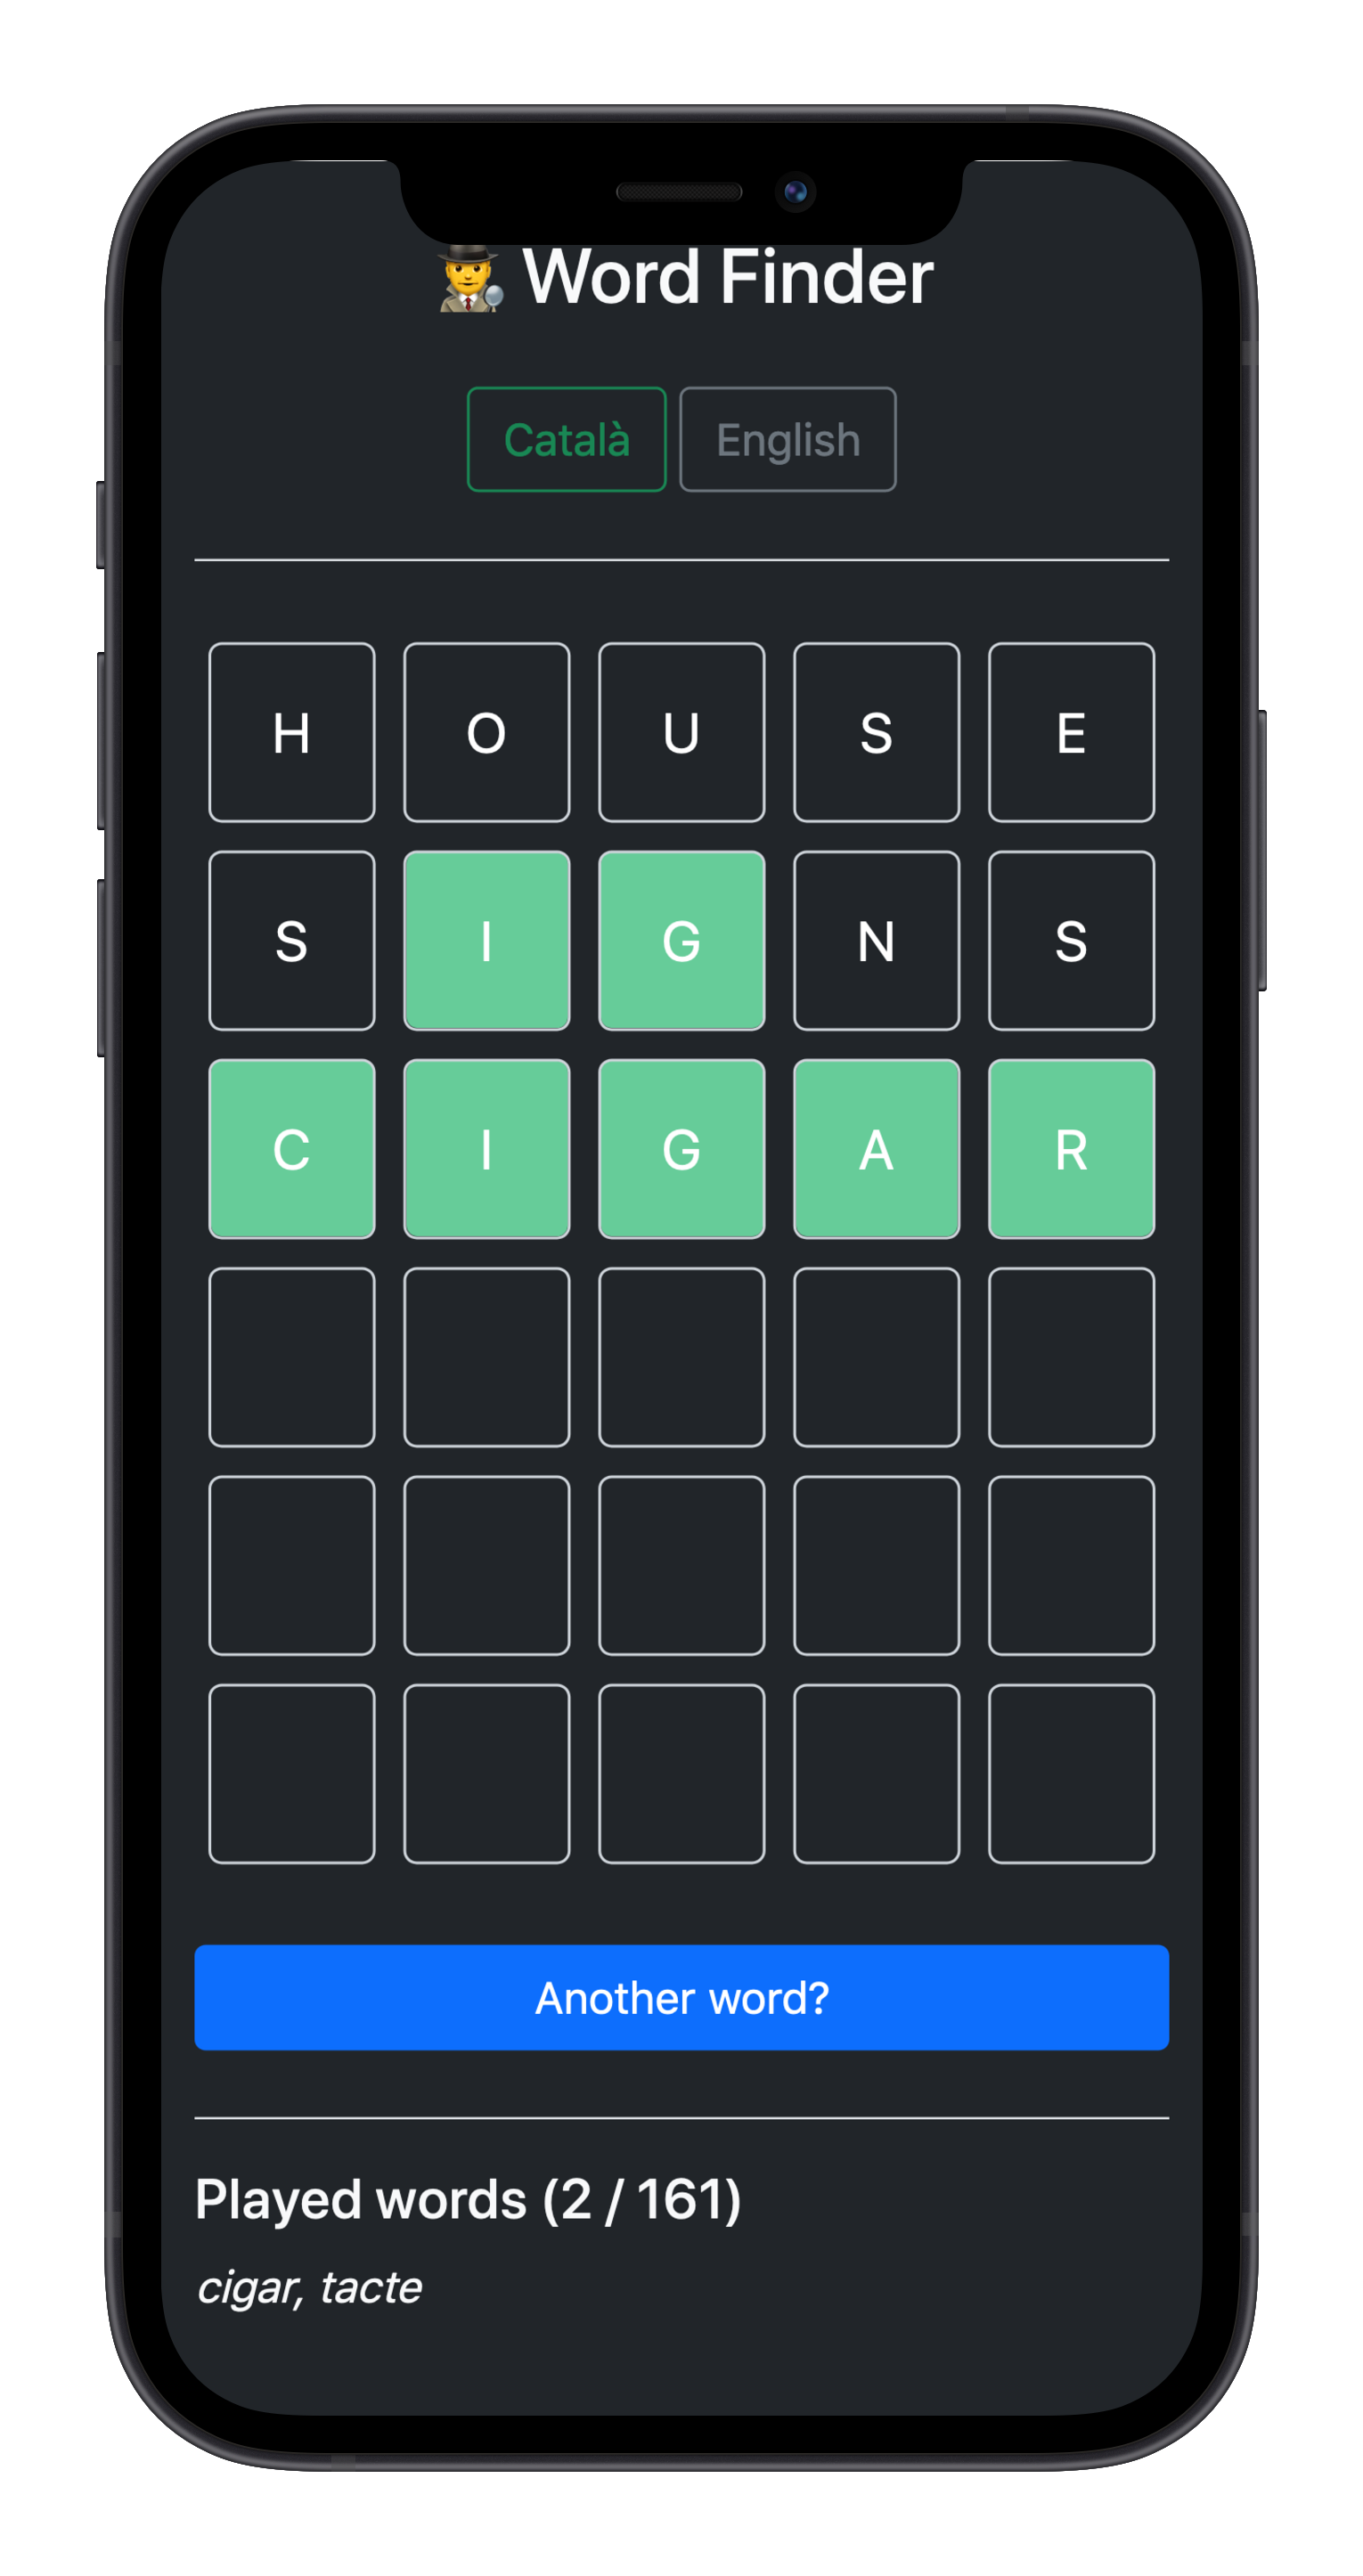 Word Finder
Català English
H O U S E
S I G N S
C I G A R
Another word?
Played words (2 / 161)
cigar, tacte